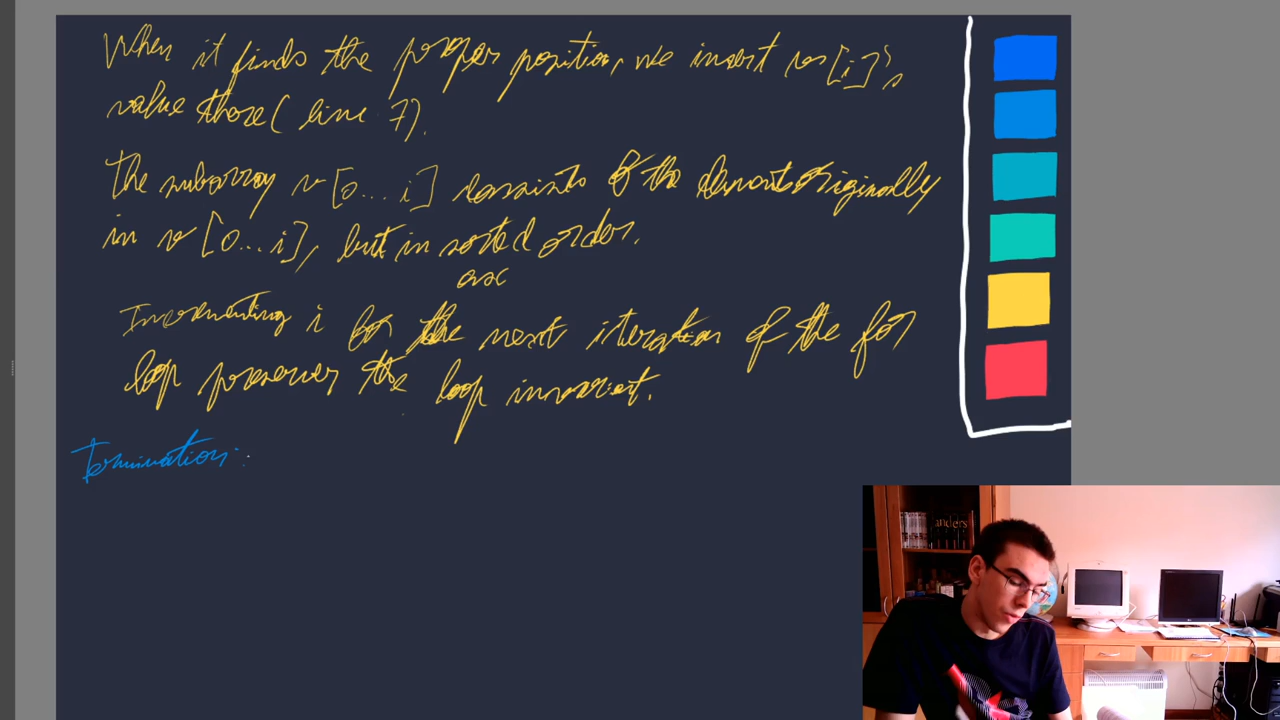 When it finds the proper position, we insert v[i]'s
value there (line 7).
The subarray v[0...i] consists of the elements originally
in v[0...i], but in sorted order.
asc
Incrementing i for the next iteration of the for
loop preserves the loop invariant.
Termination:
anders